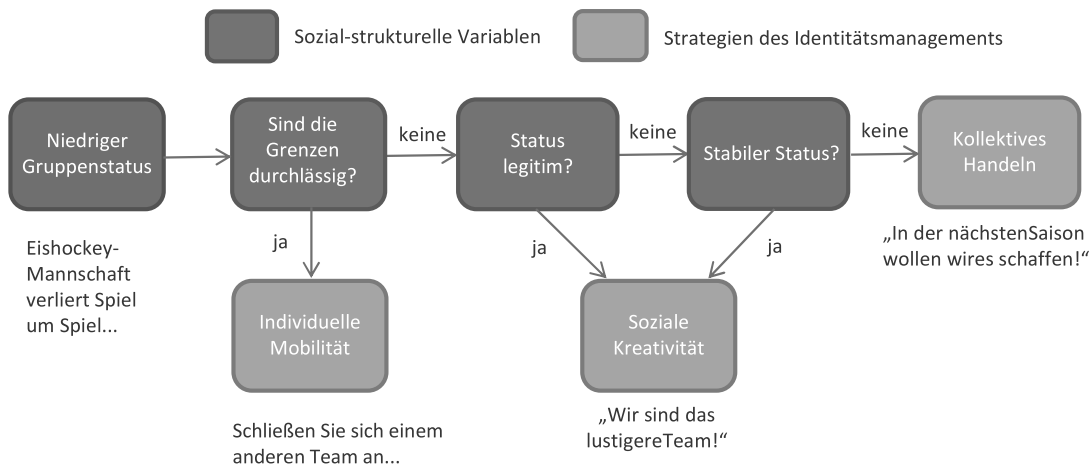 Sozial-strukturelle Variablen
Strategien des Identitätsmanagements
Niedriger
Gruppenstatus
Sind die
Grenzen
durchlässig?
keine
Status
legitim?
keine
Stabiler Status?
keine
Kollektives
Handeln
Eishockey-
Mannschaft
verliert Spiel
um Spiel...
ja
ja
ja
„In der nächstenSaison
wollen wires schaffen!“
Individuelle
Mobilität
Soziale
Kreativität
Schließen Sie sich einem
anderen Team an...
„Wir sind das
lustigereTeam!“